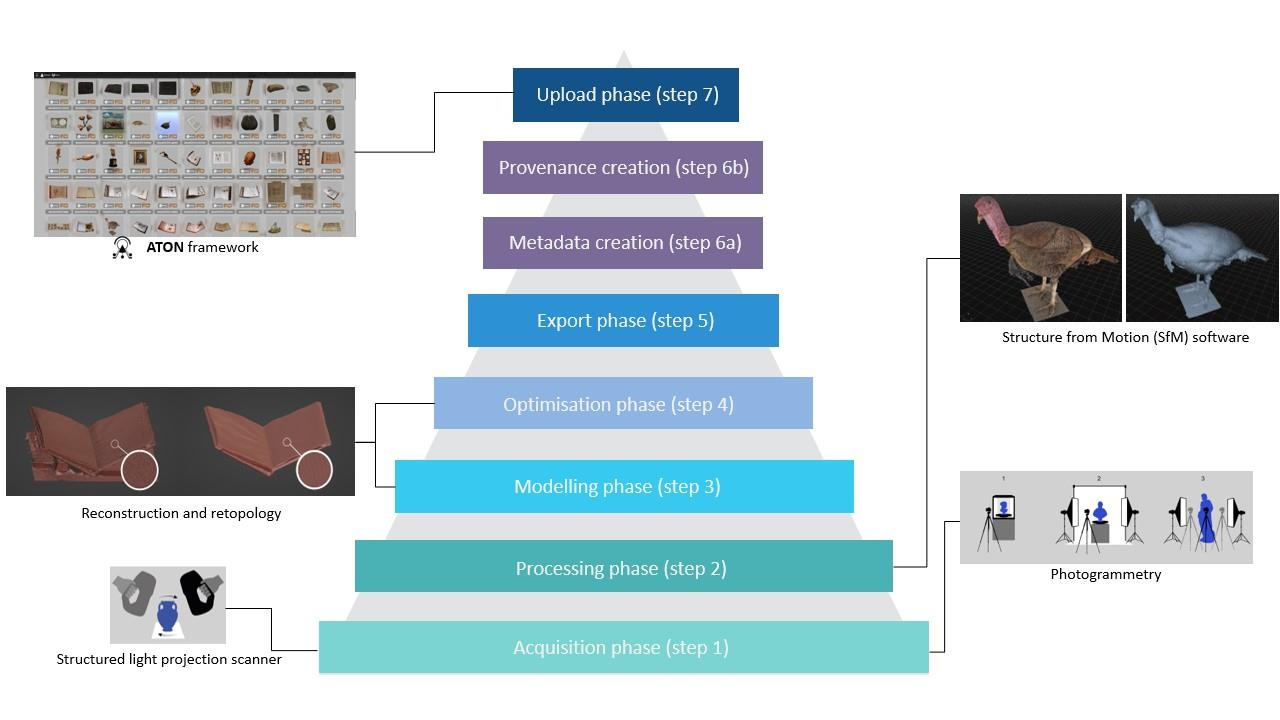 Upload phase (step 7)
Provenance creation (step 6b)
Metadata creation (step 6a)
Export phase (step 5)
Optimisation phase (step 4)
Modelling phase (step 3)
Processing phase (step 2)
Acquisition phase (step 1)
ATON framework
Reconstruction and retopology
Structured light projection scanner
Structure from Motion (SfM) software
1 2 3
Photogrammetry